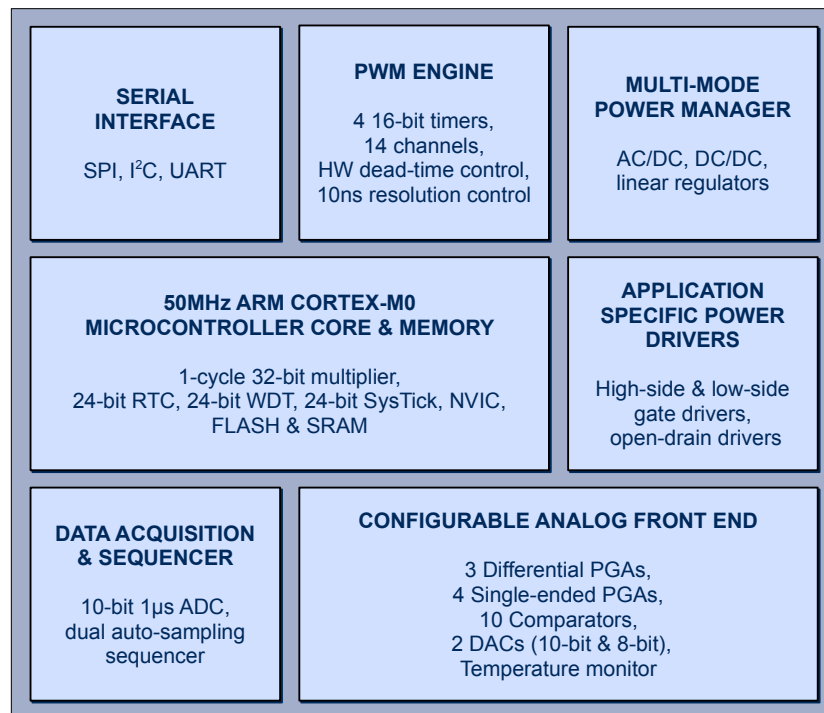 SERIAL
INTERFACE
SPI, I²C, UART
PWM ENGINE
4 16-bit timers,
14 channels,
HW dead-time control,
10ns resolution control
MULTI-MODE
POWER MANAGER
AC/DC, DC/DC,
linear regulators
50MHz ARM CORTEX-M0
MICROCONTROLLER CORE & MEMORY
1-cycle 32-bit multiplier,
24-bit RTC, 24-bit WDT, 24-bit SysTick, NVIC,
FLASH & SRAM
APPLICATION
SPECIFIC POWER
DRIVERS
High-side & low-side
gate drivers,
open-drain drivers
DATA ACQUISITION
& SEQUENCER
10-bit 1µs ADC,
dual auto-sampling
sequencer
CONFIGURABLE ANALOG FRONT END
3 Differential PGAs,
4 Single-ended PGAs,
10 Comparators,
2 DACs (10-bit & 8-bit),
Temperature monitor